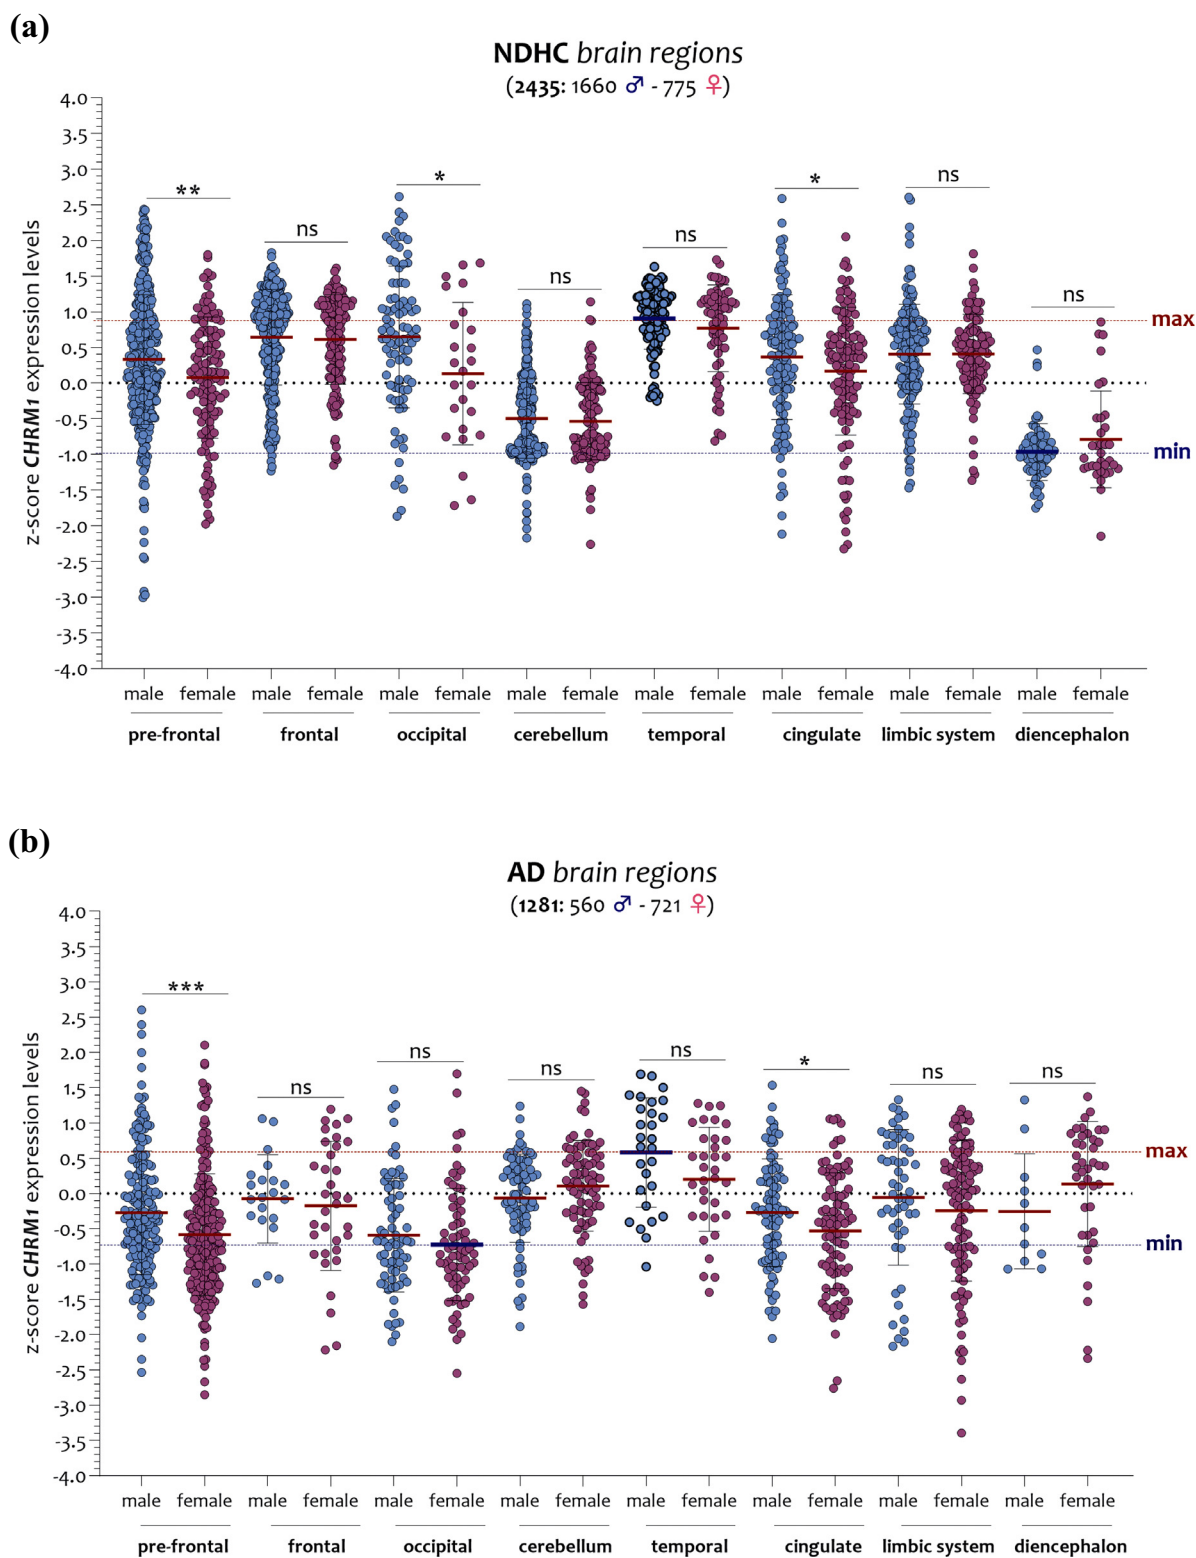 (a)
NDHC brain regions
(2435: 1660 ♂ - 775 ♀)
z-score CHRM1 expression levels
4.0
3.5
3.0
2.5
2.0
1.5
1.0
0.5
0.0
-0.5
-1.0
-1.5
-2.0
-2.5
-3.0
-3.5
-4.0
** ns * ns ns * ns ns
max
min
male female male female male female male female male female male female male female male female
pre-frontal frontal occipital cerebellum temporal cingulate limbic system diencephalon
(b)
AD brain regions
(1281: 560 ♂ - 721 ♀)
z-score CHRM1 expression levels
4.0
3.5
3.0
2.5
2.0
1.5
1.0
0.5
0.0
-0.5
-1.0
-1.5
-2.0
-2.5
-3.0
-3.5
-4.0
*** ns ns ns ns * ns ns
max
min
male female male female male female male female male female male female male female male female
pre-frontal frontal occipital cerebellum temporal cingulate limbic system diencephalon